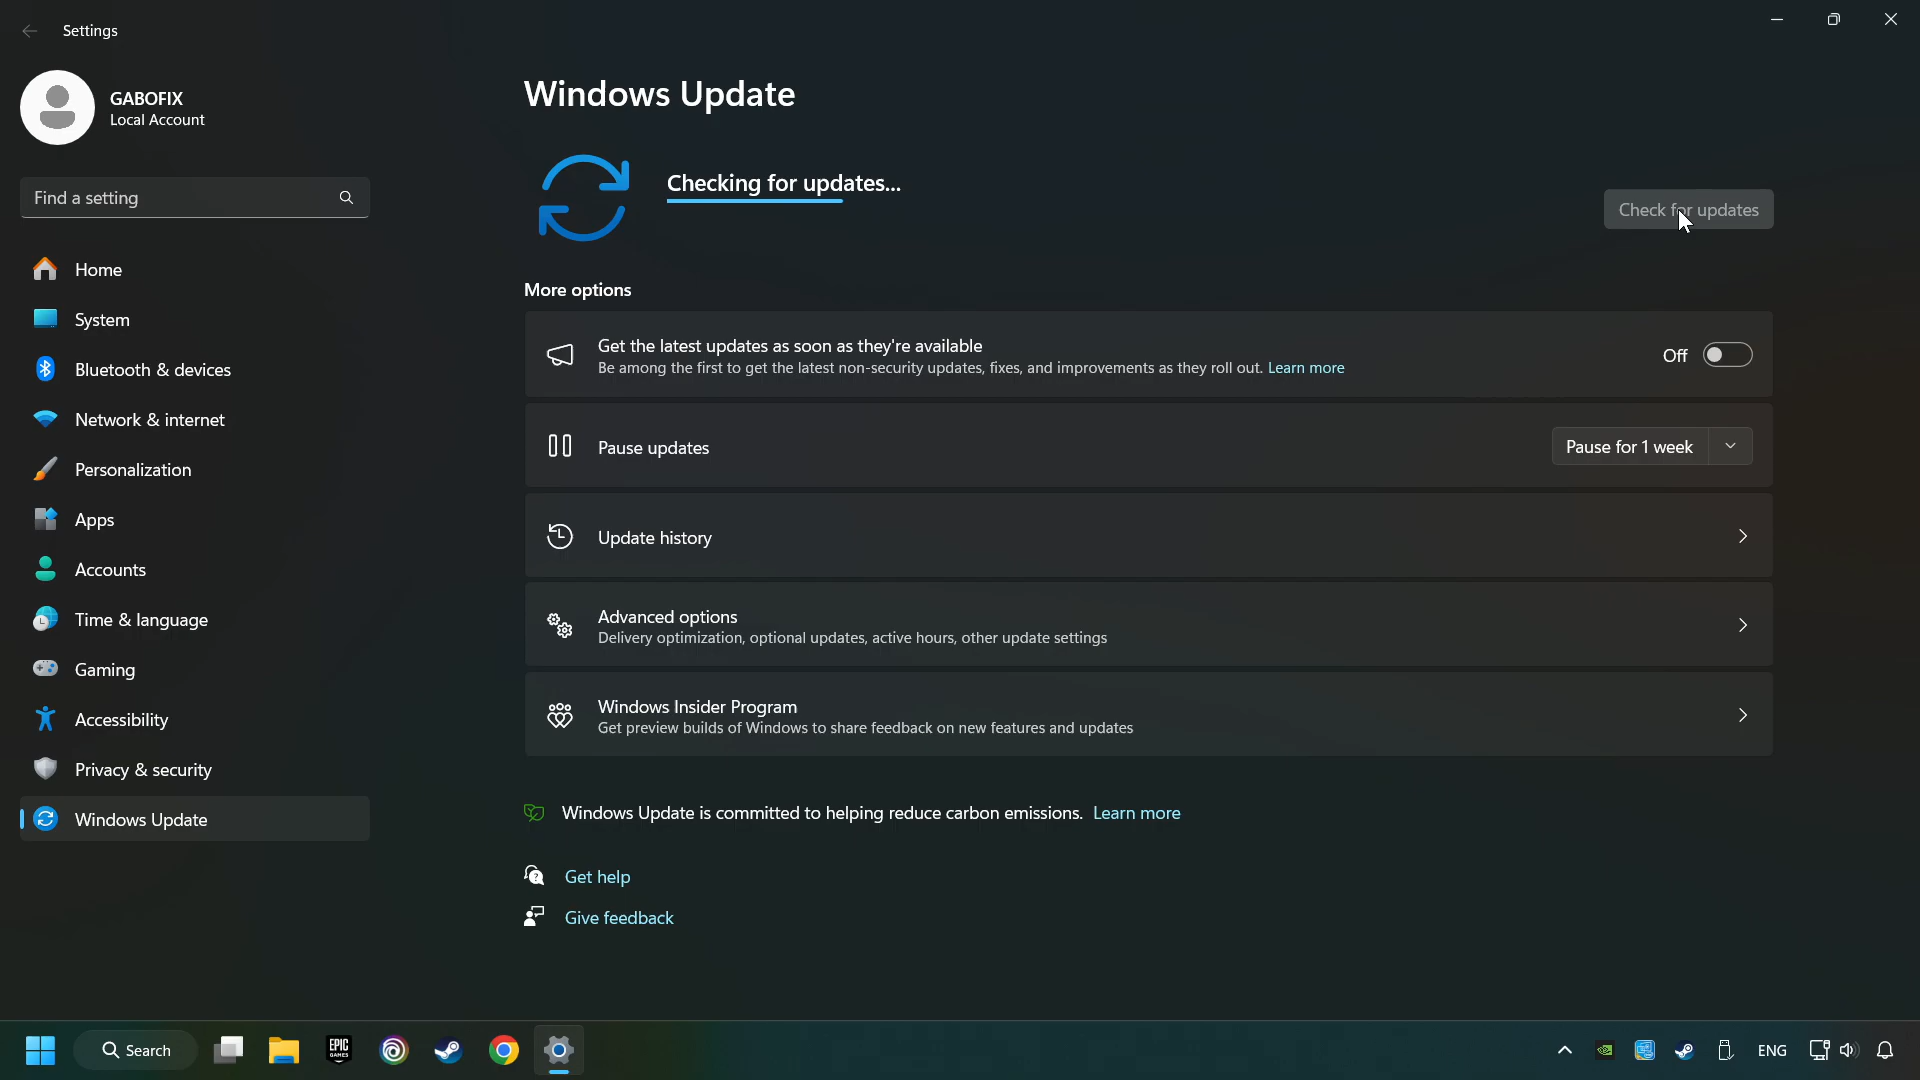 Settings
GABOFIX
Local Account
Find a setting
Home
System
Bluetooth & devices
Network & internet
Personalization
Apps
Accounts
Time & language
Gaming
Accessibility
Privacy & security
Windows Update
Windows Update
Checking for updates...
Check for updates
More options
Get the latest updates as soon as they're available
Be among the first to get the latest non-security updates, fixes, and improvements as they roll out. Learn more
Off
Pause updates
Pause for 1 week
Update history
Advanced options
Delivery optimization, optional updates, active hours, other update settings
Windows Insider Program
Get preview builds of Windows to share feedback on new features and updates
Windows Update is committed to helping reduce carbon emissions. Learn more
Get help
Give feedback
Search
EPIC
GAMES
ENG